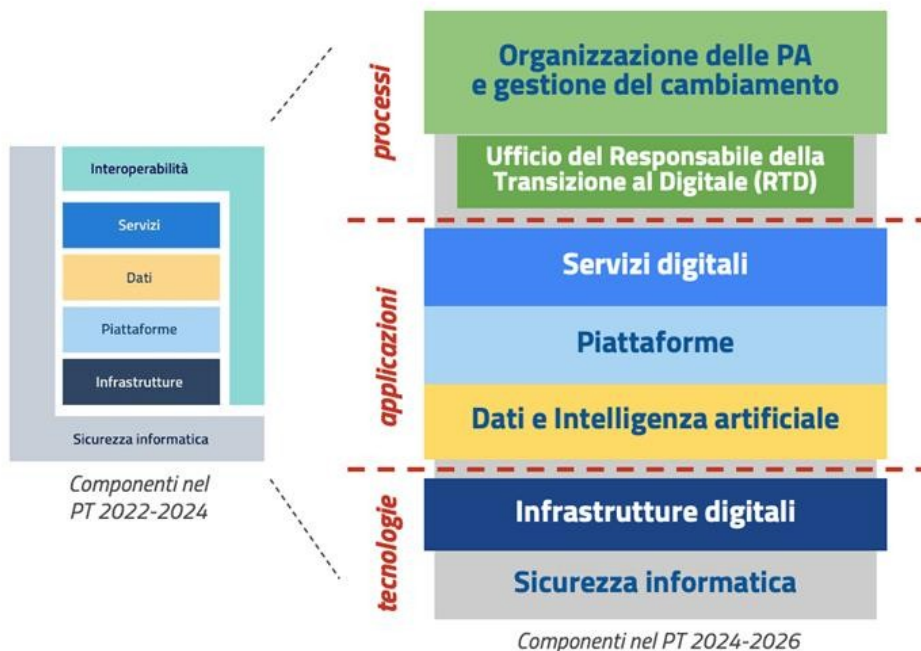 Interoperabilità
Servizi
Dati
Piattaforme
Infrastrutture
Sicurezza informatica
Componenti nel
PT 2022-2024
processi
Organizzazione delle PA
e gestione del cambiamento
Ufficio del Responsabile della
Transizione al Digitale (RTD)
applicazioni
Servizi digitali
Piattaforme
Dati e Intelligenza artificiale
tecnologie
Infrastrutture digitali
Sicurezza informatica
Componenti nel PT 2024-2026